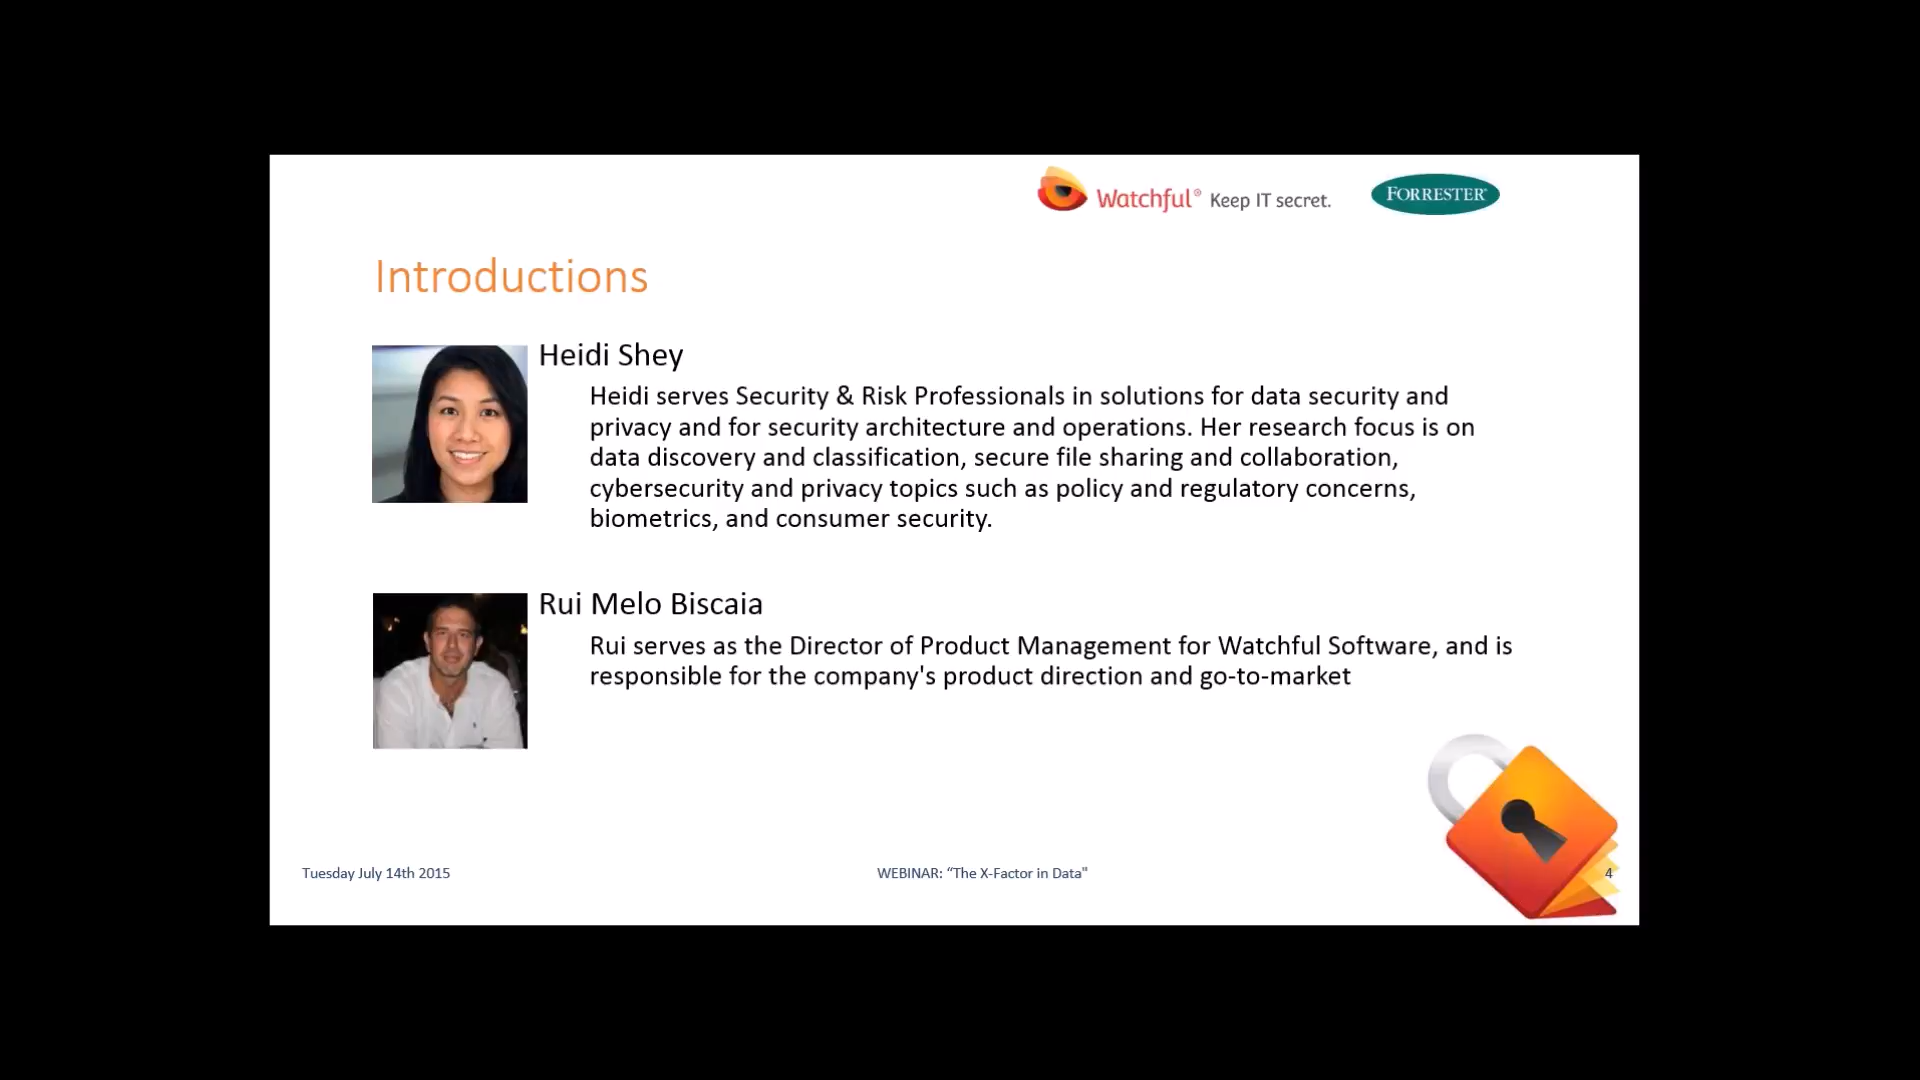 Watchful® Keep IT secret.
FORRESTER®
Introductions
Heidi Shey
Heidi serves Security & Risk Professionals in solutions for data security and
privacy and for security architecture and operations. Her research focus is on
data discovery and classification, secure file sharing and collaboration,
cybersecurity and privacy topics such as policy and regulatory concerns,
biometrics, and consumer security.
Rui Melo Biscaia
Rui serves as the Director of Product Management for Watchful Software, and is
responsible for the company's product direction and go-to-market
Tuesday July 14th 2015
WEBINAR: “The X-Factor in Data"
4